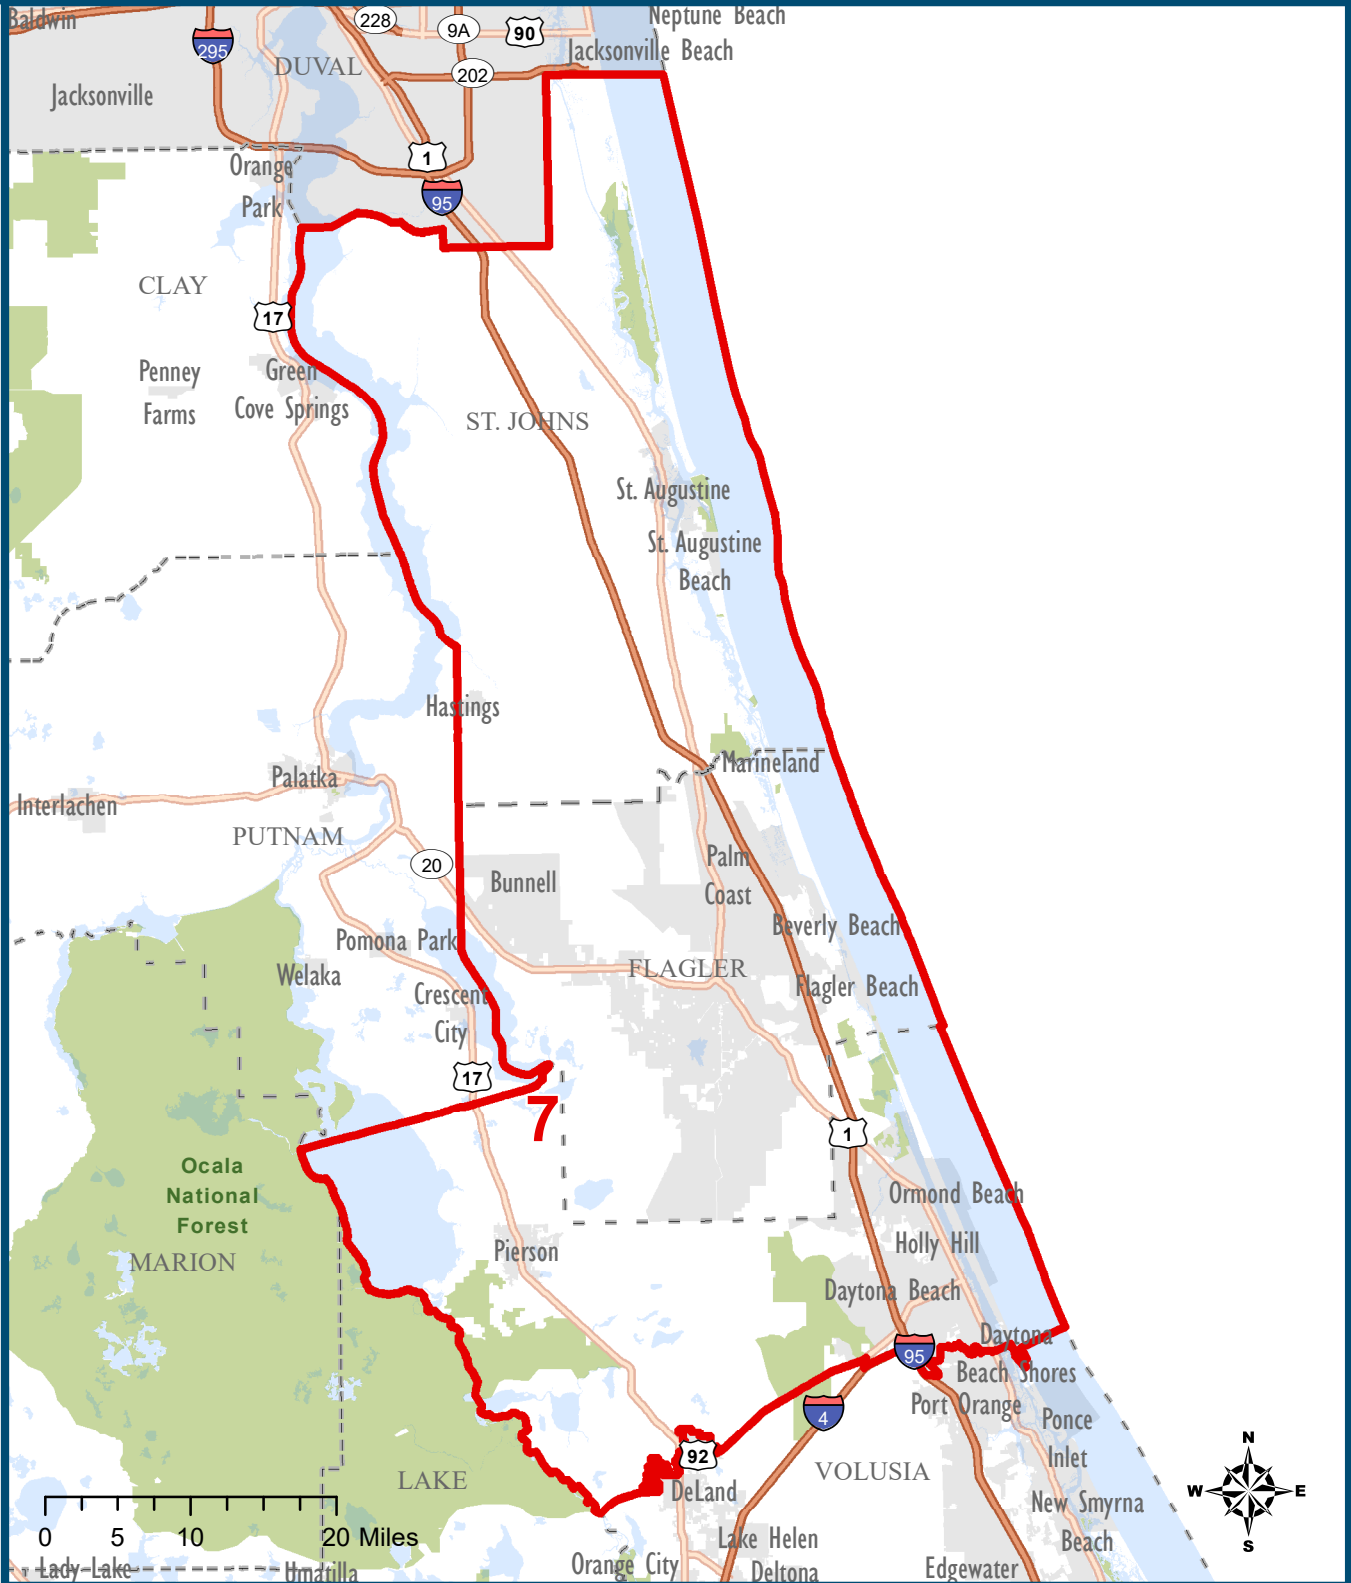 Baldwin
228
9A
90
Neptune Beach
295
Jacksonville Beach
DUVAL
202
Jacksonville
1
Orange
Park
95
CLAY
17
Penney
Farms
Green
Cove Springs
ST. JOHNS
St. Augustine
St. Augustine
Beach
Hastings
Marineland
Palatka
Interlachen
PUTNAM
20
Bunnell
Palm
Coast
Beverly Beach
Pomona Park
Welaka
FLAGLER
Crescent
City
Flagler Beach
17
7
1
Ocala
National
Forest
MARION
Ormond Beach
Holly Hill
Pierson
Daytona Beach
Daytona
Beach Shores
95
Port Orange
4
Ponce
Inlet
92
VOLUSIA
LAKE
DeLand
New Smyrna
Beach
N
W E
S
0 5 10 20 Miles
Lake Helen
Lady Lake
Umatilla
Orange City
Deltona
Edgewater